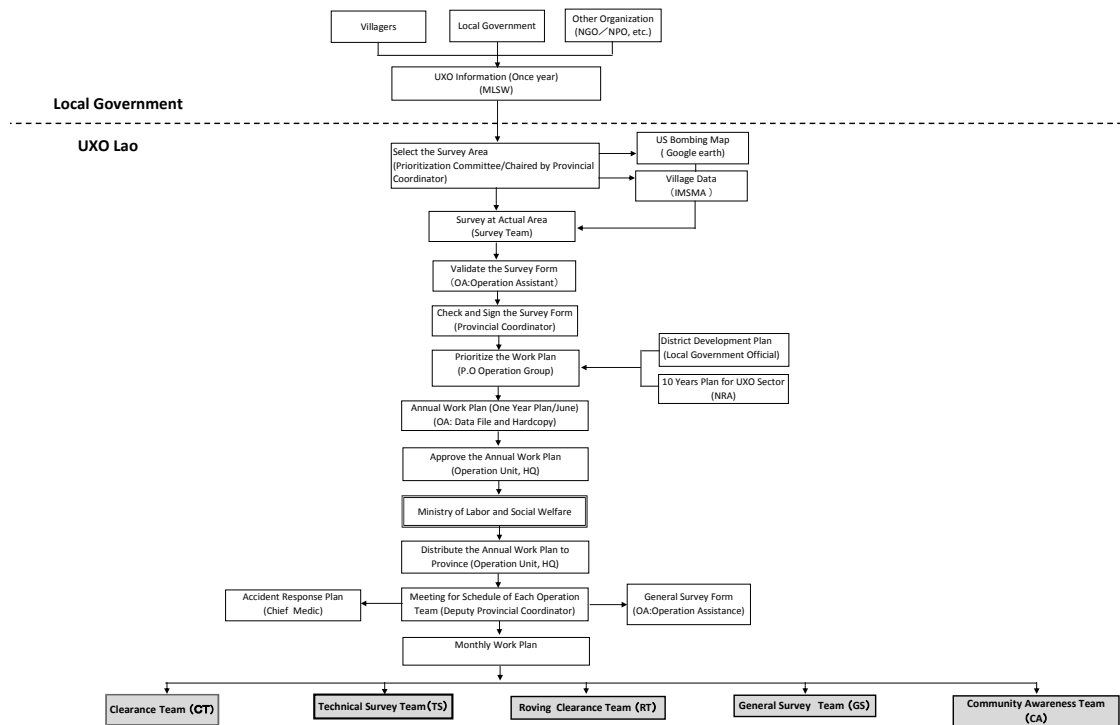 Villagers
Local Government
Other Organization
(NGO／NPO, etc.)
UXO Information (Once year)
(MLSW)
Local Government
UXO Lao
Select the Survey Area
(Prioritization Committee/Chaired by Provincial
Coordinator)
US Bombing Map
( Google earth)
Village Data
（IMSMA ）
Survey at Actual Area
(Survey Team)
Validate the Survey Form
（OA:Operation Assistant）
Check and Sign the Survey Form
(Provincial Coordinator)
Prioritize the Work Plan
(P.O Operation Group)
District Development Plan
(Local Government Official)
10 Years Plan for UXO Sector
(NRA)
Annual Work Plan (One Year Plan/June)
(OA: Data File and Hardcopy)
Approve the Annual Work Plan
(Operation Unit, HQ)
Ministry of Labor and Social Welfare
Distribute the Annual Work Plan to
Province (Operation Unit, HQ)
Accident Response Plan
(Chief Medic)
Meeting for Schedule of Each Operation
Team (Deputy Provincial Coordinator)
General Survey Form
(OA:Operation Assistance)
Monthly Work Plan
Clearance Team (CT)
Technical Survey Team(TS)
Roving Clearance Team (RT)
General Survey Team (GS)
Community Awareness Team
(CA)